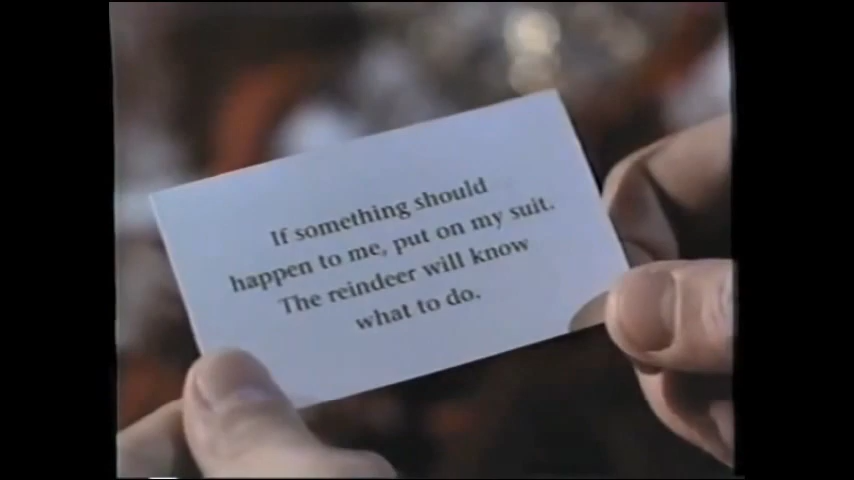 If something should
happen to me, put on my suit.
The reindeer will know
what to do.